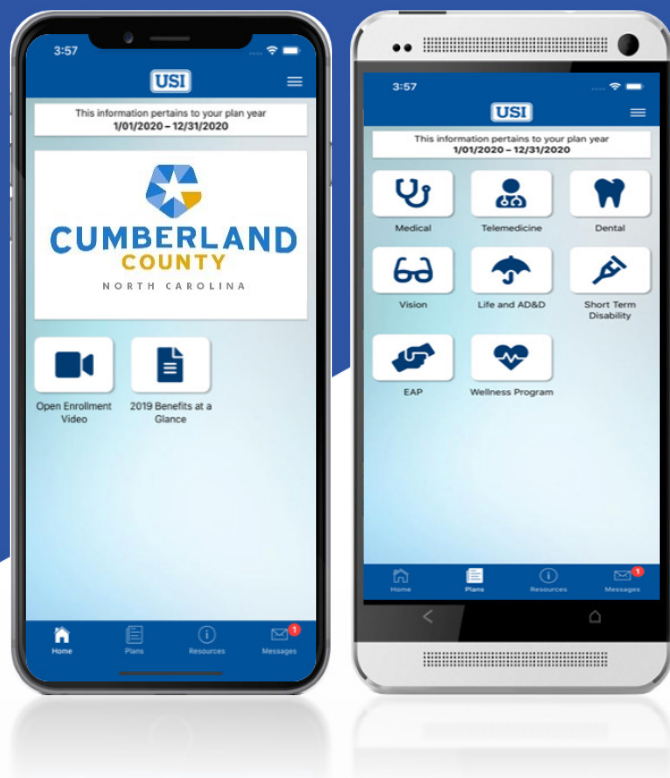 3:57
USI
This information pertains to your plan year
1/01/2020 – 12/31/2020
CUMBERLAND
COUNTY
NORTH CAROLINA
Open Enrollment
Video
2019 Benefits at a
Glance
Home
Plans
Resources
1
Messages
3:57
USI
This information pertains to your plan year
1/01/2020 – 12/31/2020
Medical
Telemedicine
Dental
Vision
Life and AD&D
Short Term
Disability
EAP
Wellness Program
Home
Plans
Resources
1
Messages